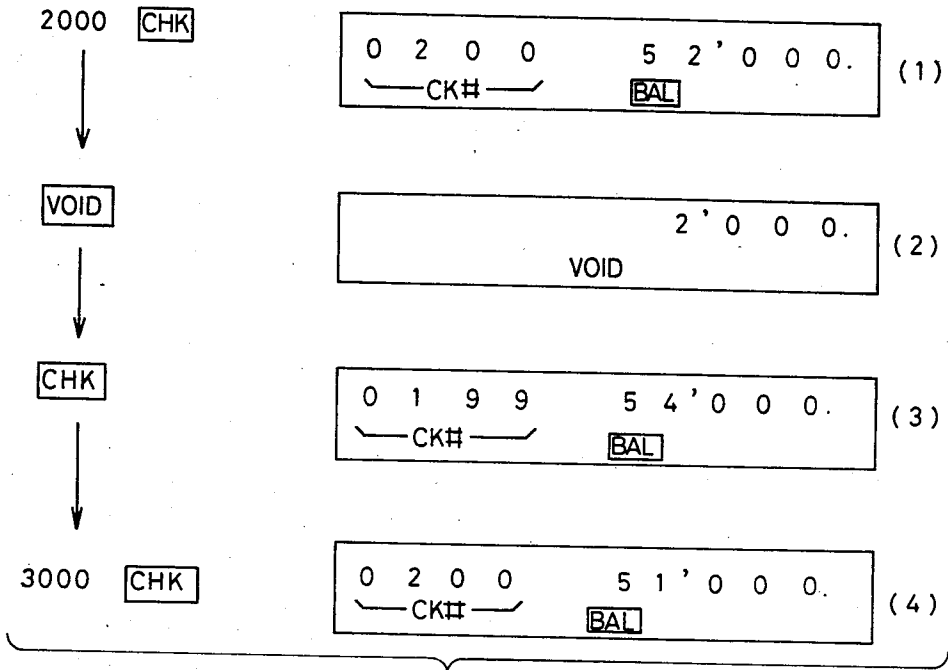 2000 CHK
0 2 0 0 5 2 ' 0 0 0 . (1)
CK# BAL
VOID
2 ' 0 0 0 . (2)
VOID
CHK
0 1 9 9 5 4 ' 0 0 0 . (3)
CK# BAL
3000 CHK
0 2 0 0 5 1 ' 0 0 0 . (4)
CK# BAL